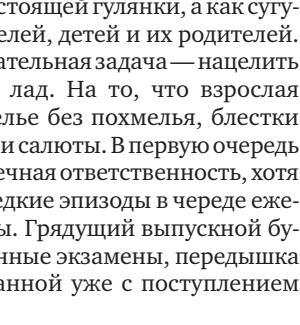 стоящей гулянки, а как сугу-
елей, детей и их родителей.
ательная задача — нацелить
лад. На то, что взрослая
елье без похмелья, блестки
и салюты. В первую очередь
ечная ответственность, хотя
едкие эпизоды в череде еже-
ы. Грядущий выпускной бу-
нные экзамены, передышка
анной уже с поступлением